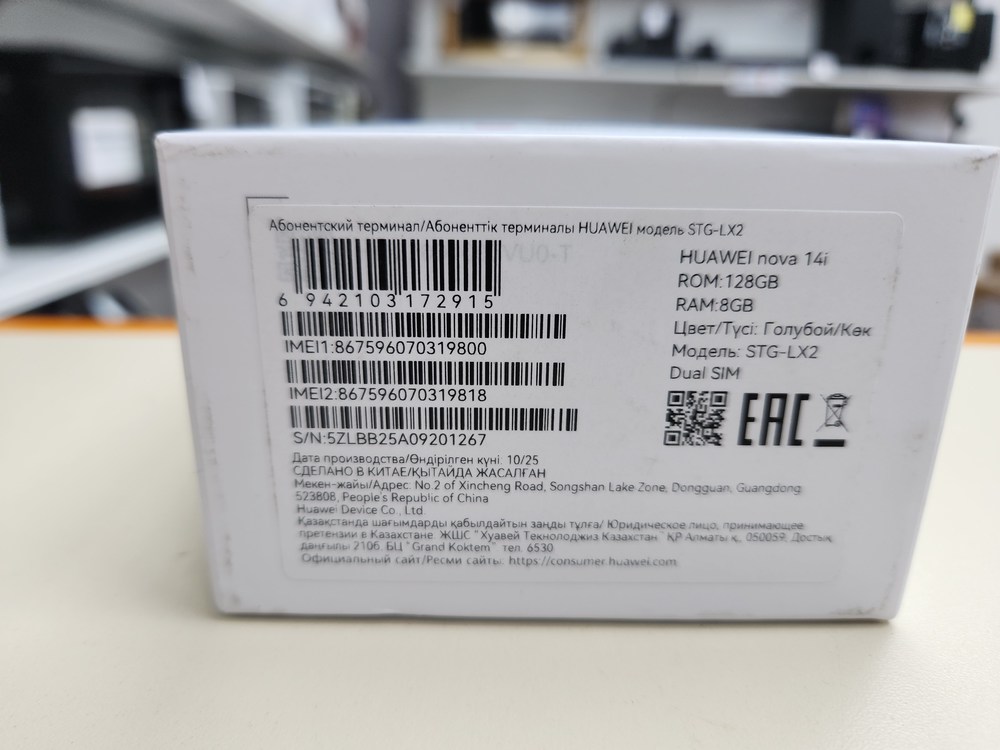 Абонентский терминал/Абоненттік терминалы HUAWEI модель STG-LX2
6 942103 172915
IMEI1:867596070319800
IMEI2:867596070319818
S/N:5ZLBB25A09201267
HUAWEI nova 14i
ROM:128GB
RAM:8GB
Цвет/Түсі: Голубой/Көк
Модель: STG-LX2
Dual SIM
EAC
Дата производства/Өндірілген күні: 10/25
СДЕЛАНО В КИТАЕ/ҚЫТАЙДА ЖАСАЛҒАН
Мекен-жайы/Адрес: No.2 of Xincheng Road, Songshan Lake Zone, Dongguan, Guangdong
523808, People's Republic of China
Huawei Device Co., Ltd.
Қазақстанда шағымдарды қабылдайтын заңды тұлға/ Юридическое лицо, принимающее
претензии в Казахстане: ЖШС "Хуавей Текнолоджиз Казахстан" ҚР Алматы қ., 050059, Достық
даңғылы 210б, БЦ "Grand Koktem" тел. 6530
Официальный сайт/Ресми сайты: https://consumer.huawei.com